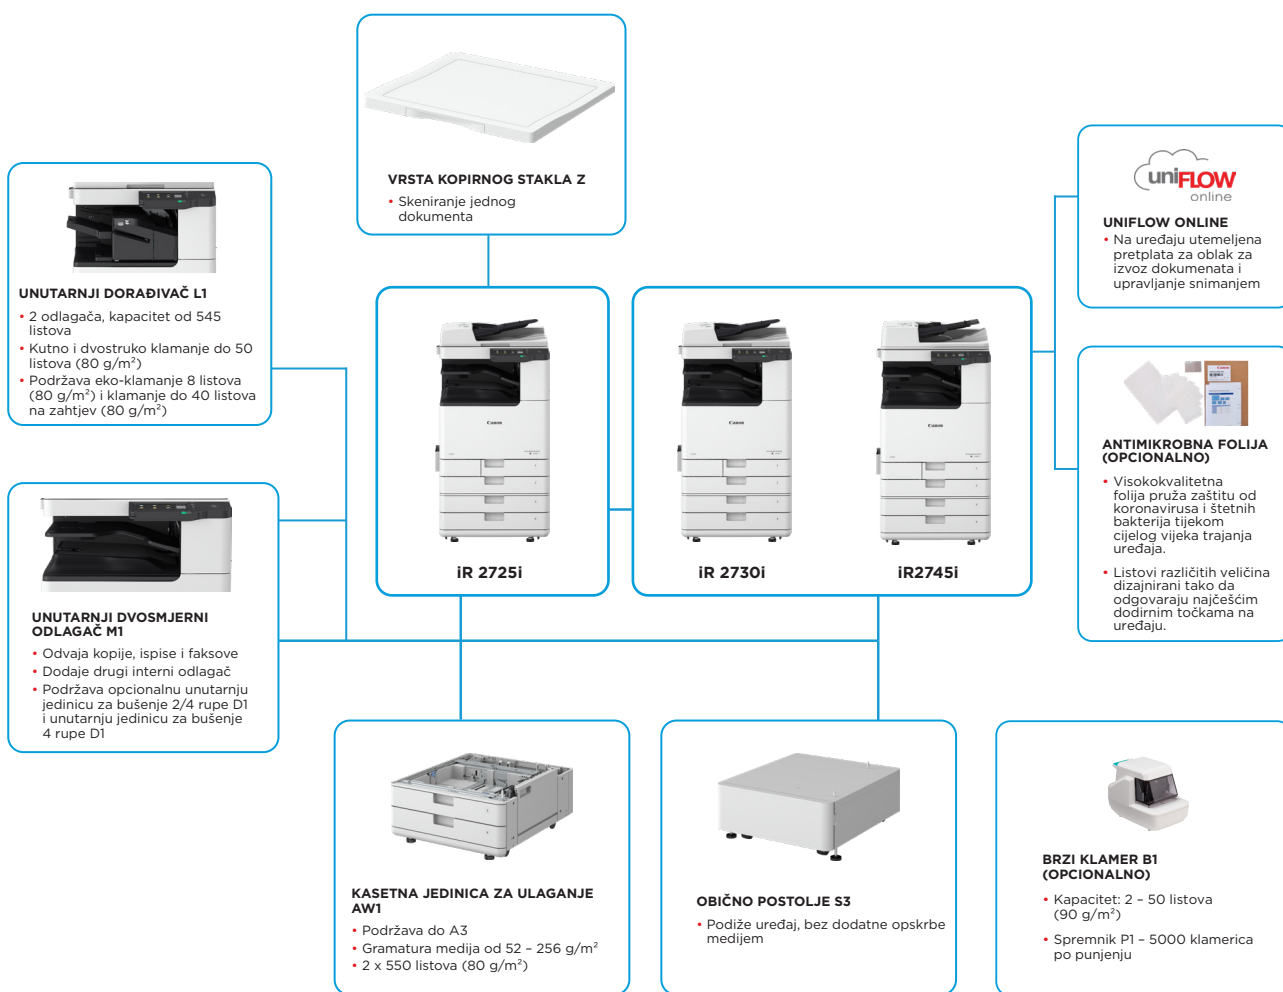 VRSTA KOPIRNOG STAKLA Z
• Skeniranje jednog
dokumenta
uniFLOW
online
UNIFLOW ONLINE
• Na uređaju utemeljena
pretplata za oblak za
izvoz dokumenata i
upravljanje snimanjem
UNUTARNJI DORAĐIVAČ L1
• 2 odlagača, kapacitet od 545
listova
• Kutno i dvostruko klamanje do 50
listova (80 g/m²)
• Podržava eko-klamanje 8 listova
(80 g/m²) i klamanje do 40 listova
na zahtjev (80 g/m²)
Canon
Canon
Canon
iR 2725i
iR 2730i
iR2745i
ANTIMIKROBNA FOLIJA
(OPCIONALNO)
• Visokokvalitetna
folija pruža zaštitu od
koronavirusa i štetnih
bakterija tijekom
cijelog vijeka trajanja
uređaja.
• Listovi različitih veličina
dizajnirani tako da
odgovaraju najčešćim
dodirnim točkama na
uređaju.
UNUTARNJI DVOSMJERNI
ODLAGAČ M1
• Odvaja kopije, ispise i faksove
• Dodaje drugi interni odlagač
• Podržava opcionalnu unutarnju
jedinicu za bušenje 2/4 rupe D1
i unutarnju jedinicu za bušenje
4 rupe D1
KASETNA JEDINICA ZA ULAGANJE
AW1
• Podržava do A3
• Gramatura medija od 52 – 256 g/m²
• 2 x 550 listova (80 g/m²)
OBIČNO POSTOLJE S3
• Podiže uređaj, bez dodatne opskrbe
medijem
BRZI KLAMER B1
(OPCIONALNO)
• Kapacitet: 2 – 50 listova
(90 g/m²)
• Spremnik P1 – 5000 klamerica
po punjenju